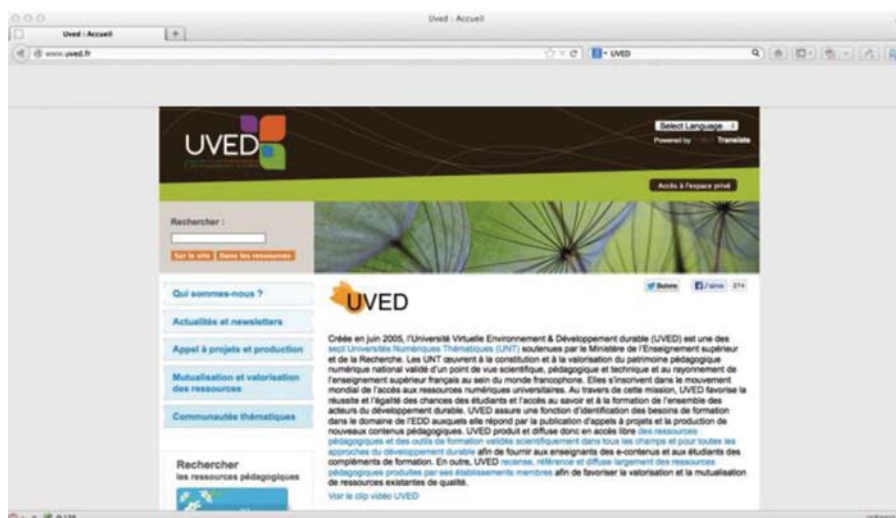 Uved : Accueil
Uved : Accueil
+
www.uved.fr
UVED
UVED
Select Language
Powered by Translate
Accès à l'espace privé
Rechercher :
Sur le site Dans les ressources
Qui sommes-nous ?
Actualités et newsletters
Appel à projets et production
Mutualisation et valorisation
des ressources
Communautés thématiques
Rechercher
les ressources pédagogiques
Suivre J'aime 274
UVED
Créée en juin 2005, l'Université Virtuelle Environnement & Développement durable (UVED) est une des
sept Universités Numériques Thématiques (UNT) soutenues par le Ministère de l'Enseignement supérieur
et de la Recherche. Les UNT œuvrent à la constitution et à la valorisation du patrimoine pédagogique
numérique national validé d'un point de vue scientifique, pédagogique et technique et au rayonnement de
l'enseignement supérieur français au sein du monde francophone. Elles s'inscrivent dans le mouvement
mondial de l'accès aux ressources numériques universitaires. Au travers de cette mission, UVED favorise la
réussite et l'égalité des chances des étudiants et l'accès au savoir et à la formation de l'ensemble des
acteurs du développement durable. UVED assure une fonction d'identification des besoins de formation
dans le domaine de l'EDD auxquels elle répond par la publication d'appels à projets et la production de
nouveaux contenus pédagogiques. UVED produit et diffuse donc en accès libre des ressources
pédagogiques et des outils de formation validés scientifiquement dans tous les champs et pour toutes les
approches du développement durable afin de fournir aux enseignants des e-contenus et aux étudiants des
compléments de formation. En outre, UVED recense, référence et diffuse largement des ressources
pédagogiques produites par ses établissements membres afin de favoriser la valorisation et la mutualisation
de ressources existantes de qualité.
Voir le clip vidéo UVED